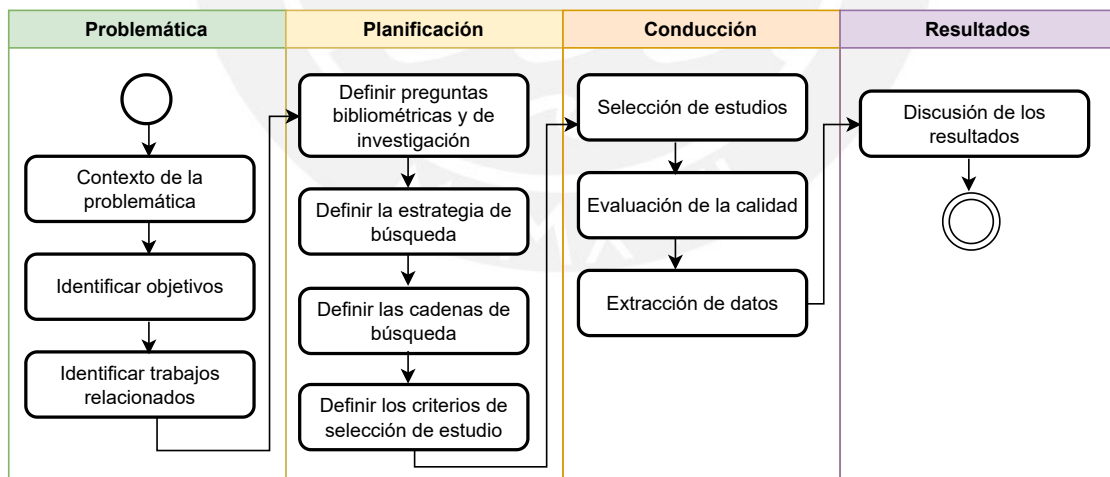 Problemática
Planificación
Conducción
Resultados
Contexto de la
problemática
Identificar objetivos
Identificar trabajos
relacionados
Definir preguntas
bibliométricas y de
investigación
Definir la estrategia de
búsqueda
Definir las cadenas de
búsqueda
Definir los criterios de
selección de estudio
Selección de estudios
Evaluación de la calidad
Extracción de datos
Discusión de los
resultados